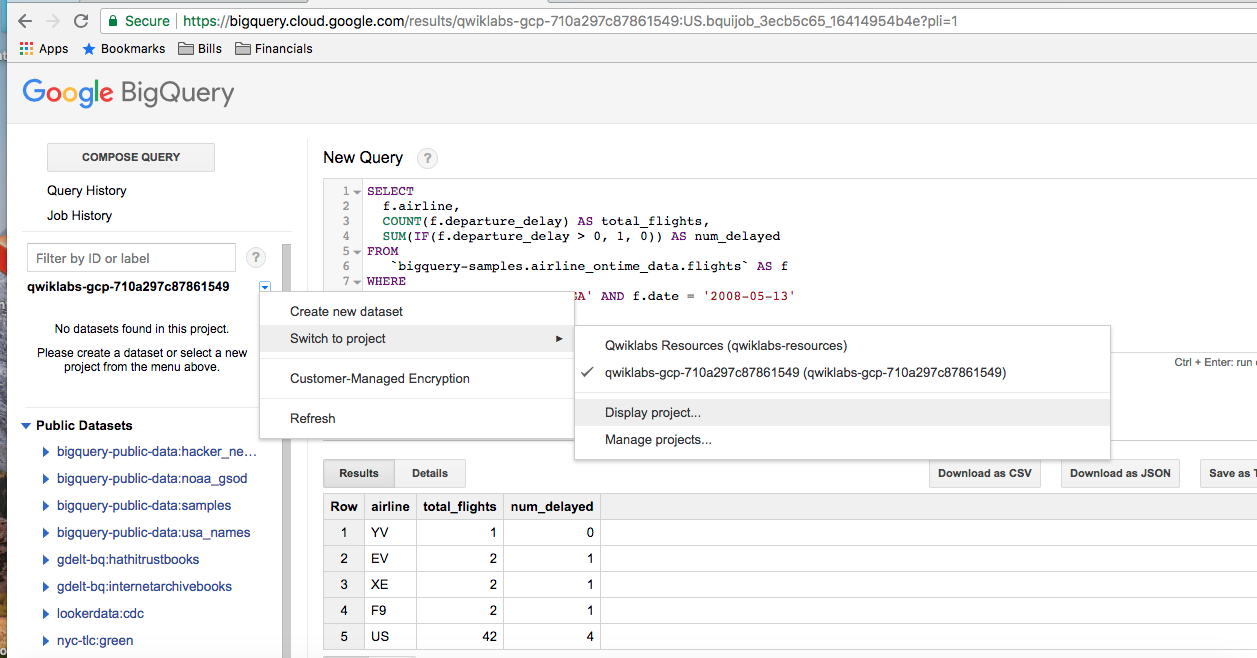 Secure https://bigquery.cloud.google.com/results/qwiklabs-gcp-710a297c87861549:US.bquijob_3ecb5c65_16414954b4e?pli=1
Apps Bookmarks Bills Financials
Google BigQuery
COMPOSE QUERY
Query History
Job History
Filter by ID or label ?
qwiklabs-gcp-710a297c87861549
No datasets found in this project.
Please create a dataset or select a new
project from the menu above.
Public Datasets
bigquery-public-data:hacker_ne…
bigquery-public-data:noaa_gsod
bigquery-public-data:samples
bigquery-public-data:usa_names
gdelt-bq:hathitrustbooks
gdelt-bq:internetarchivebooks
lookerdata:cdc
nyc-tlc:green
Create new dataset
Switch to project
Customer-Managed Encryption
Refresh
Qwiklabs Resources (qwiklabs-resources)
qwiklabs-gcp-710a297c87861549 (qwiklabs-gcp-710a297c87861549)
Display project...
Manage projects...
New Query ?
1 SELECT
2 f.airline,
3 COUNT(f.departure_delay) AS total_flights,
4 SUM(IF(f.departure_delay > 0, 1, 0)) AS num_delayed
5 FROM
6 `bigquery-samples.airline_ontime_data.flights` AS f
7 WHERE
' AND f.date = '2008-05-13'
Ctrl + Enter: run
Results Details Download as CSV Download as JSON Save as
Row airline total_flights num_delayed
1 YV 1 0
2 EV 2 1
3 XE 2 1
4 F9 2 1
5 US 42 4